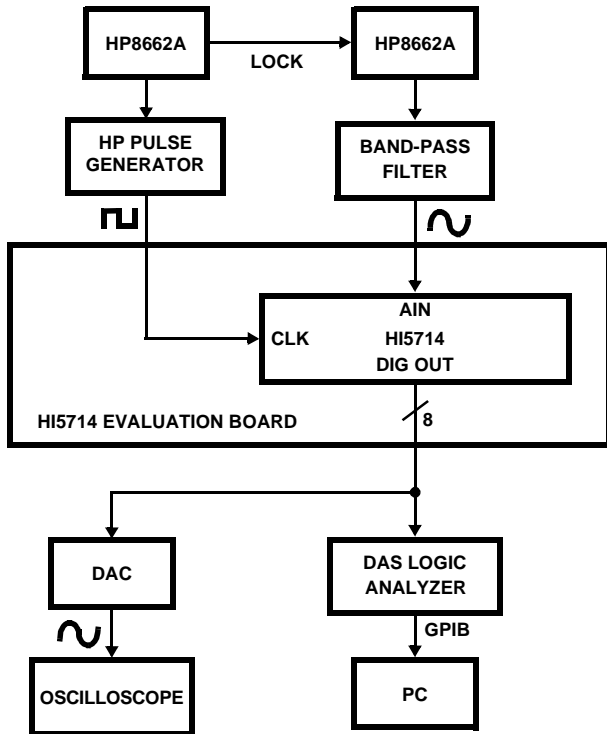 HP8662A
LOCK
HP8662A
HP PULSE
GENERATOR
BAND-PASS
FILTER
AIN
CLK
HI5714
DIG OUT
HI5714 EVALUATION BOARD
8
DAC
DAS LOGIC
ANALYZER
GPIB
OSCILLOSCOPE
PC